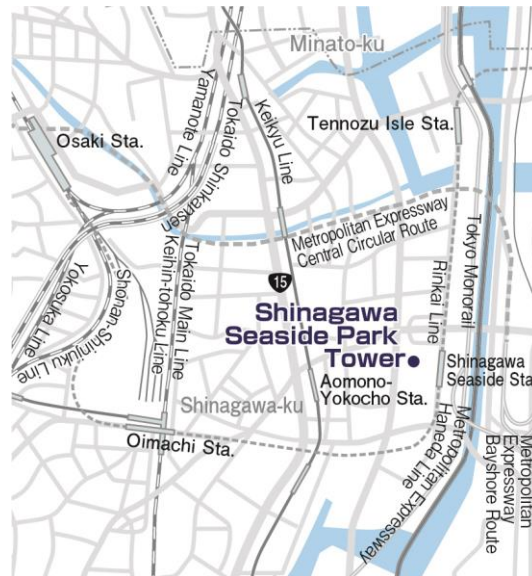 Minato-ku
Osaki Sta.
Yamanote Line
Tokaido Shinkansen
Keikyu Line
Tennozu Isle Sta.
Metropolitan Expressway
Central Circular Route
Tokaido Main Line
Keihin-tohoku Line
Yokosuka Line
Shonan-Shinjuku Line
15
Rinkai Line
Tokyo Monorail
Shinagawa
Seaside Park
Tower
Aomono-
Yokocho Sta.
Shinagawa
Seaside Sta
Shinagawa-ku
Oimachi Sta.
Metropolitan Expressway
Haneda Line
Metropolitan
Expressway
Bayshore Route